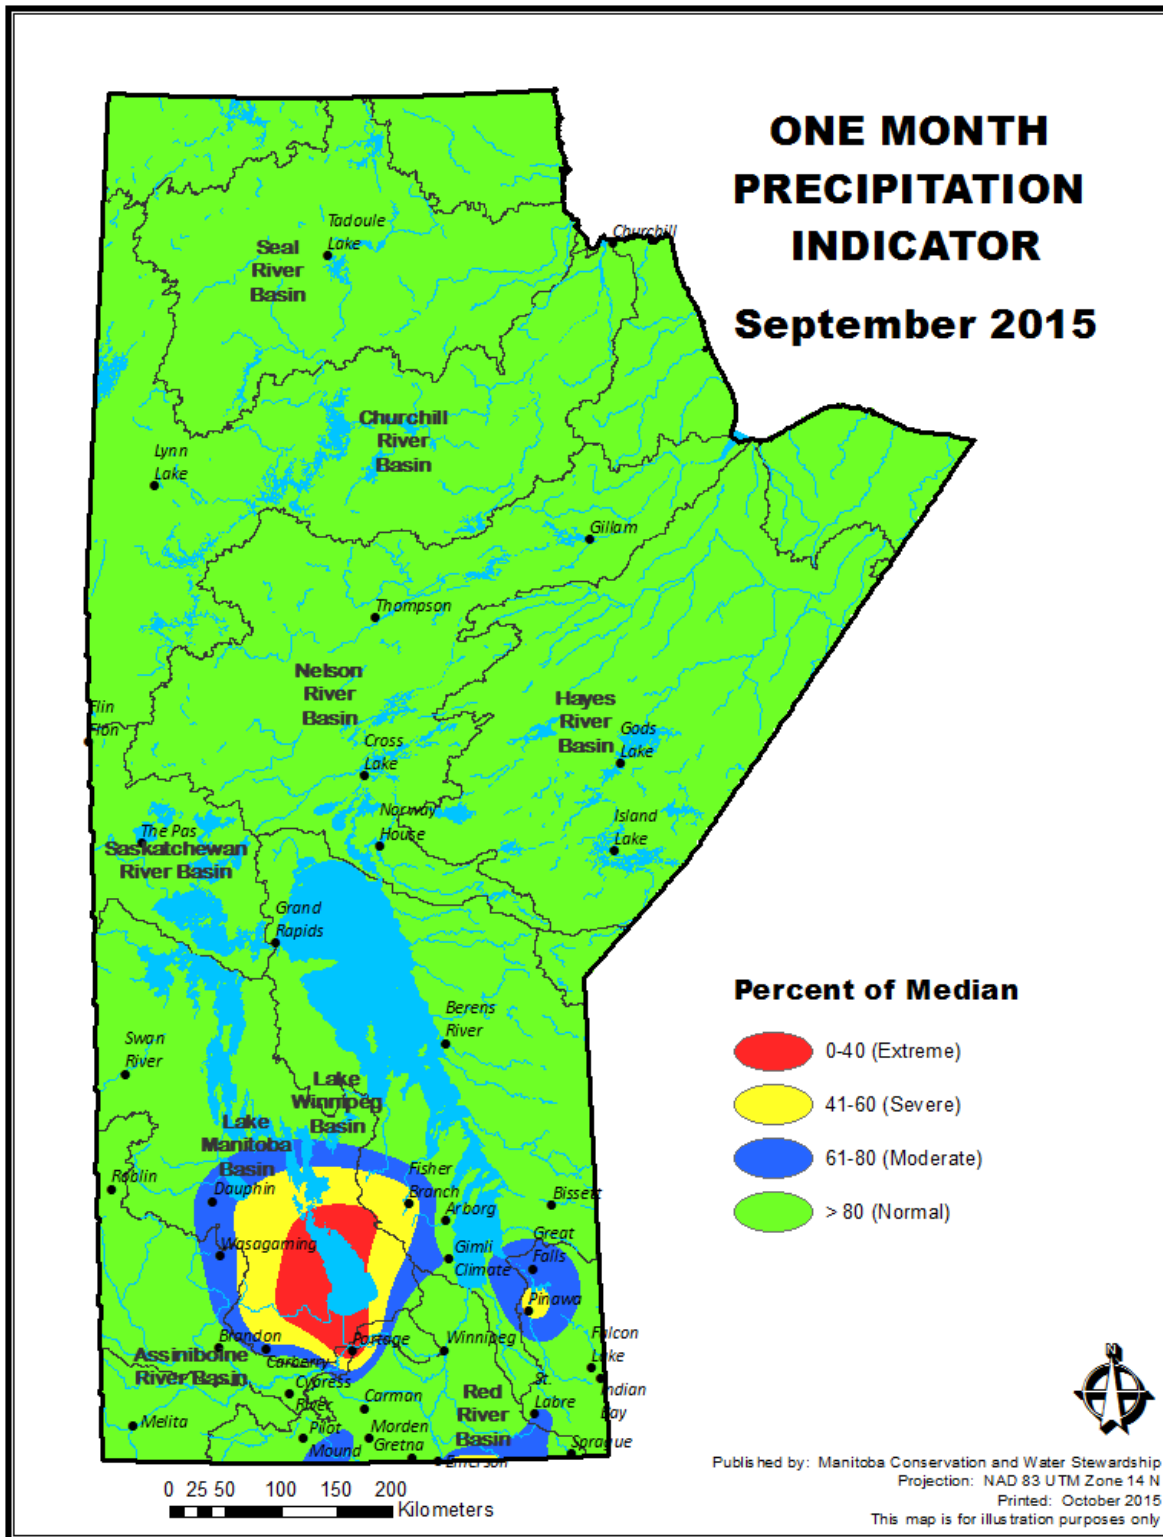 ONE MONTH
PRECIPITATION
INDICATOR
September 2015
Churchill
Tadoule
Lake
Seal
River
Basin
Churchill
River
Basin
Lynn
Lake
Gillam
Thompson
Nelson
River
Basin
Hayes
River
Basin
Flin
Flon
Gods
Lake
Cross
Lake
Norway
House
Island
Lake
The Pas
Saskatchewan
River Basin
Grand
Rapids
Berens
River
Swan
River
Lake
Winnipeg
Basin
Lake
Manitoba
Basin
Roblin
Dauphin
Fisher
Branch
Arborg
Bissett
Wasagaming
Gimli
Climate
Great
Falls
Pinawa
Brandon
Carberry
Portage
Winnipeg
Falcon
Lake
Assiniboine
River Basin
Cypress
River
Carman
Red
River
Basin
St.
Labre
Indian
Bay
Melita
Pilot
Mound
Morden
Gretna
Emerson
Sprague
Percent of Median
0-40 (Extreme)
41-60 (Severe)
61-80 (Moderate)
> 80 (Normal)
N
0 25 50 100 150 200
Kilometers
Published by: Manitoba Conservation and Water Stewardship
Projection: NAD 83 UTM Zone 14 N
Printed: October 2015
This map is for illustration purposes only